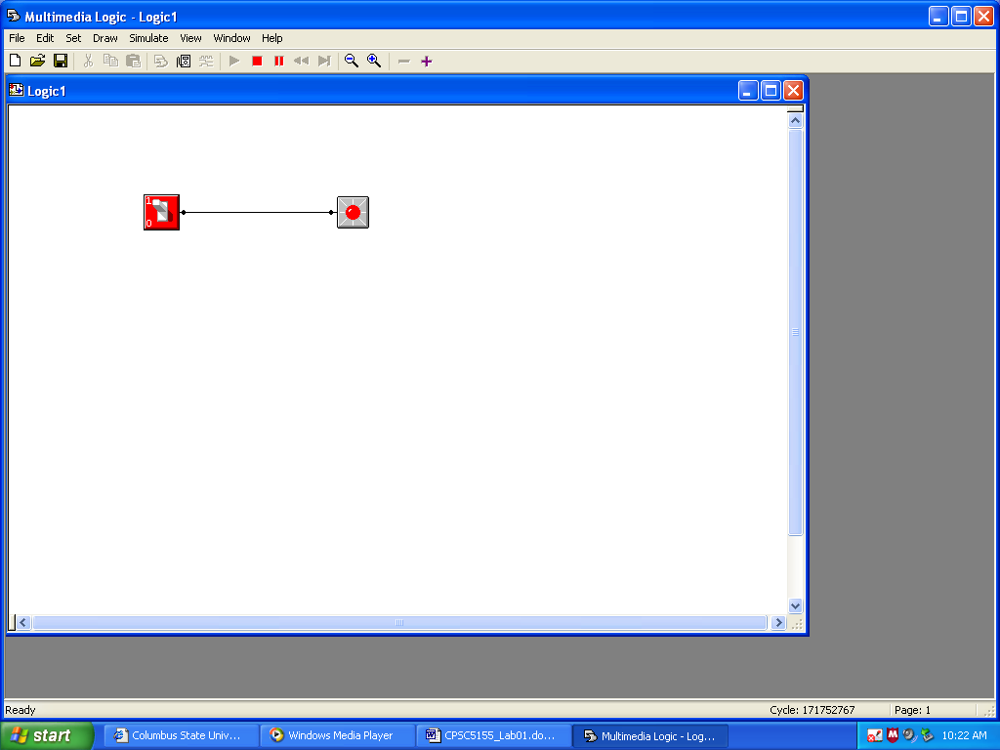 Multimedia Logic - Logic1
File Edit Set Draw Simulate View Window Help
Logic1
1
0
Ready Cycle: 171752767 Page: 1
start Columbus State Univ... Windows Media Player CPSC5155_Lab01.do... Multimedia Logic - Log... 10:22 AM